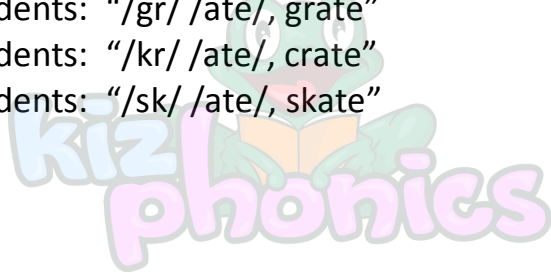 dents: “/gr/ /ate/, grate”
dents: “/kr/ /ate/, crate”
dents: “/sk/ /ate/, skate”
kiz
phonics